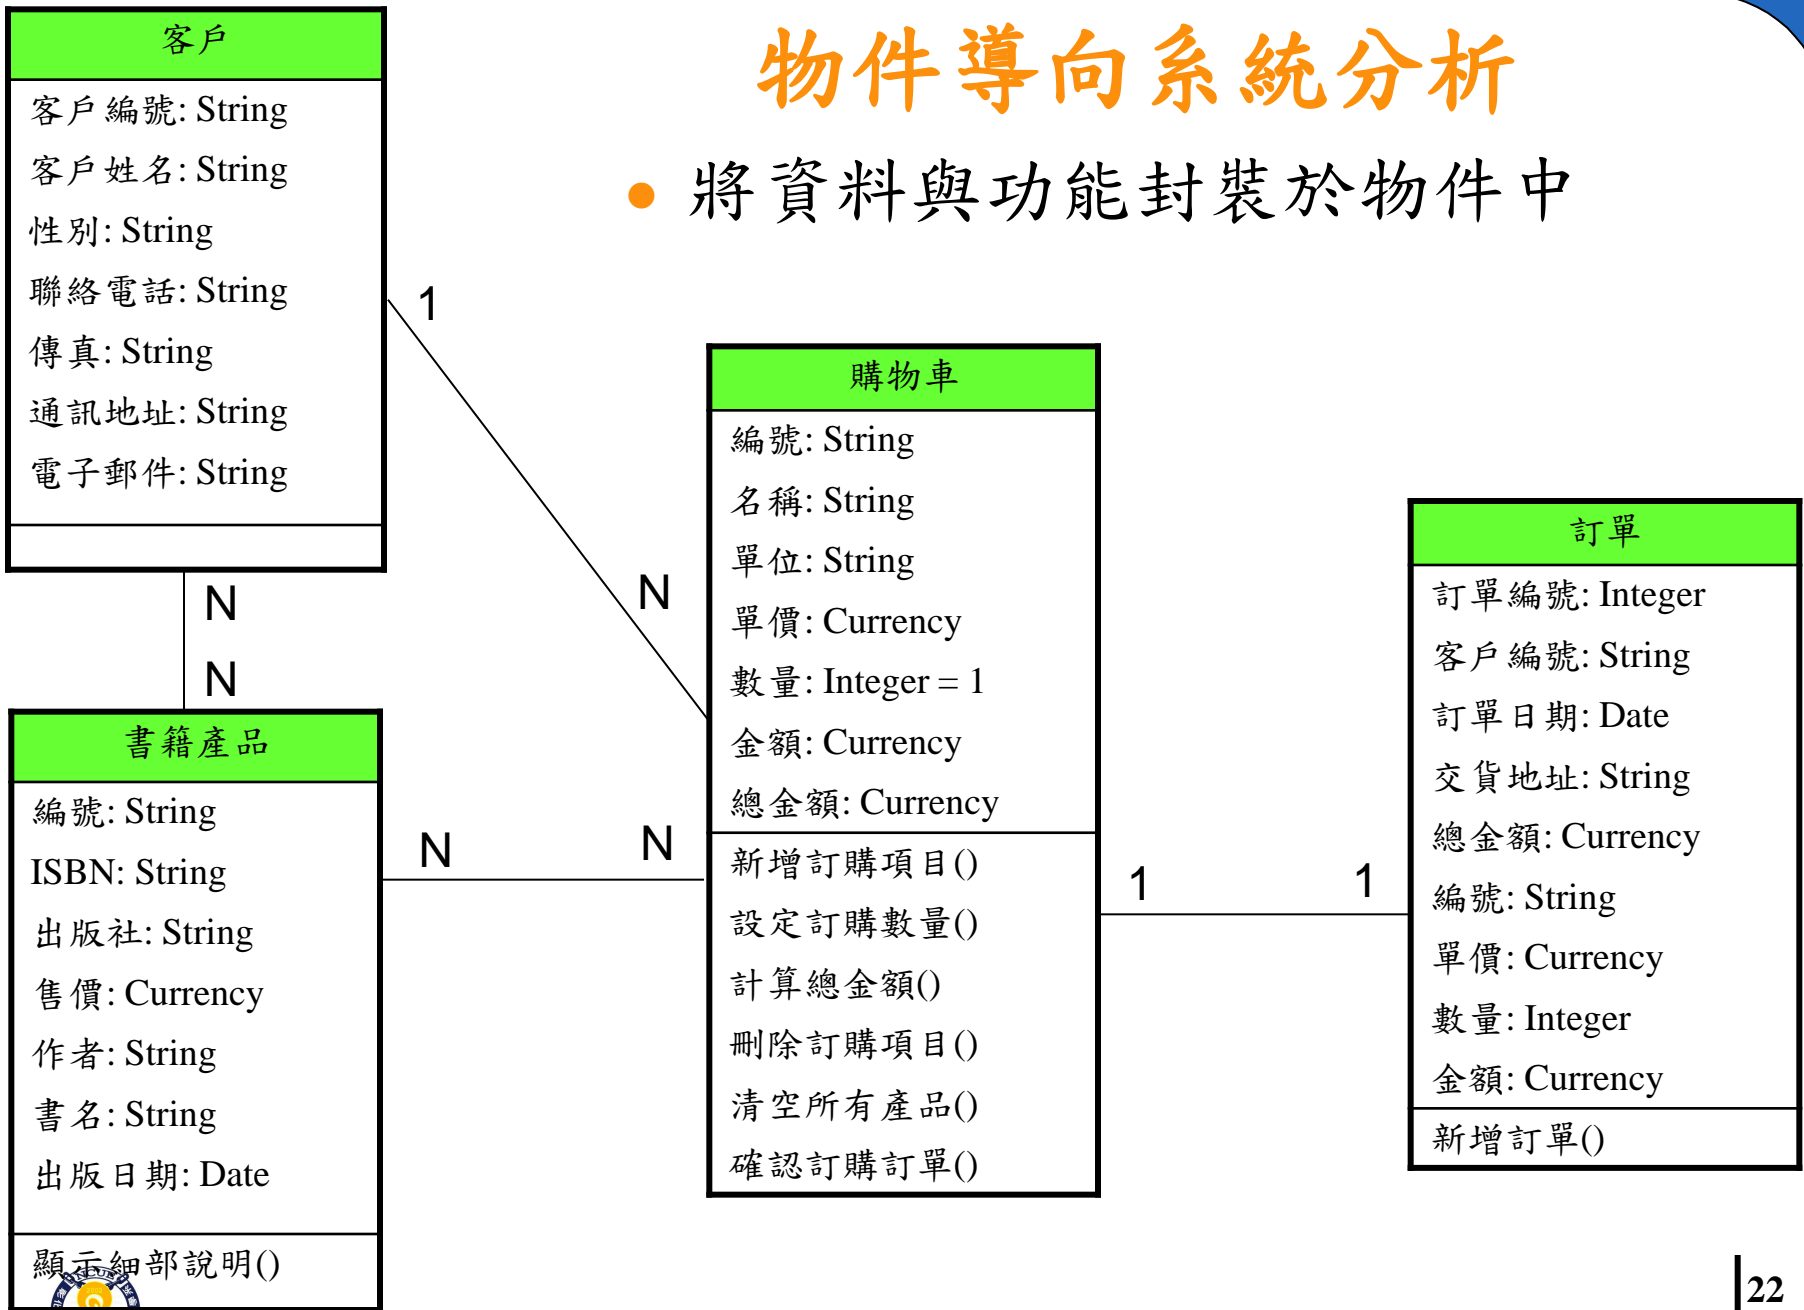 物件導向系統分析
• 將資料與功能封裝於物件中
客戶
客戶編號: String
客戶姓名: String
性別: String
聯絡電話: String
傳真: String
通訊地址: String
電子郵件: String
1
N
N
N
書籍產品
編號: String
ISBN: String
出版社: String
售價: Currency
作者: String
書名: String
出版日期: Date
顯示細部說明()
N
N
購物車
編號: String
名稱: String
單位: String
單價: Currency
數量: Integer = 1
金額: Currency
總金額: Currency
新增訂購項目()
設定訂購數量()
計算總金額()
刪除訂購項目()
清空所有產品()
確認訂購訂單()
1
1
訂單
訂單編號: Integer
客戶編號: String
訂單日期: Date
交貨地址: String
總金額: Currency
編號: String
單價: Currency
數量: Integer
金額: Currency
新增訂單()
22